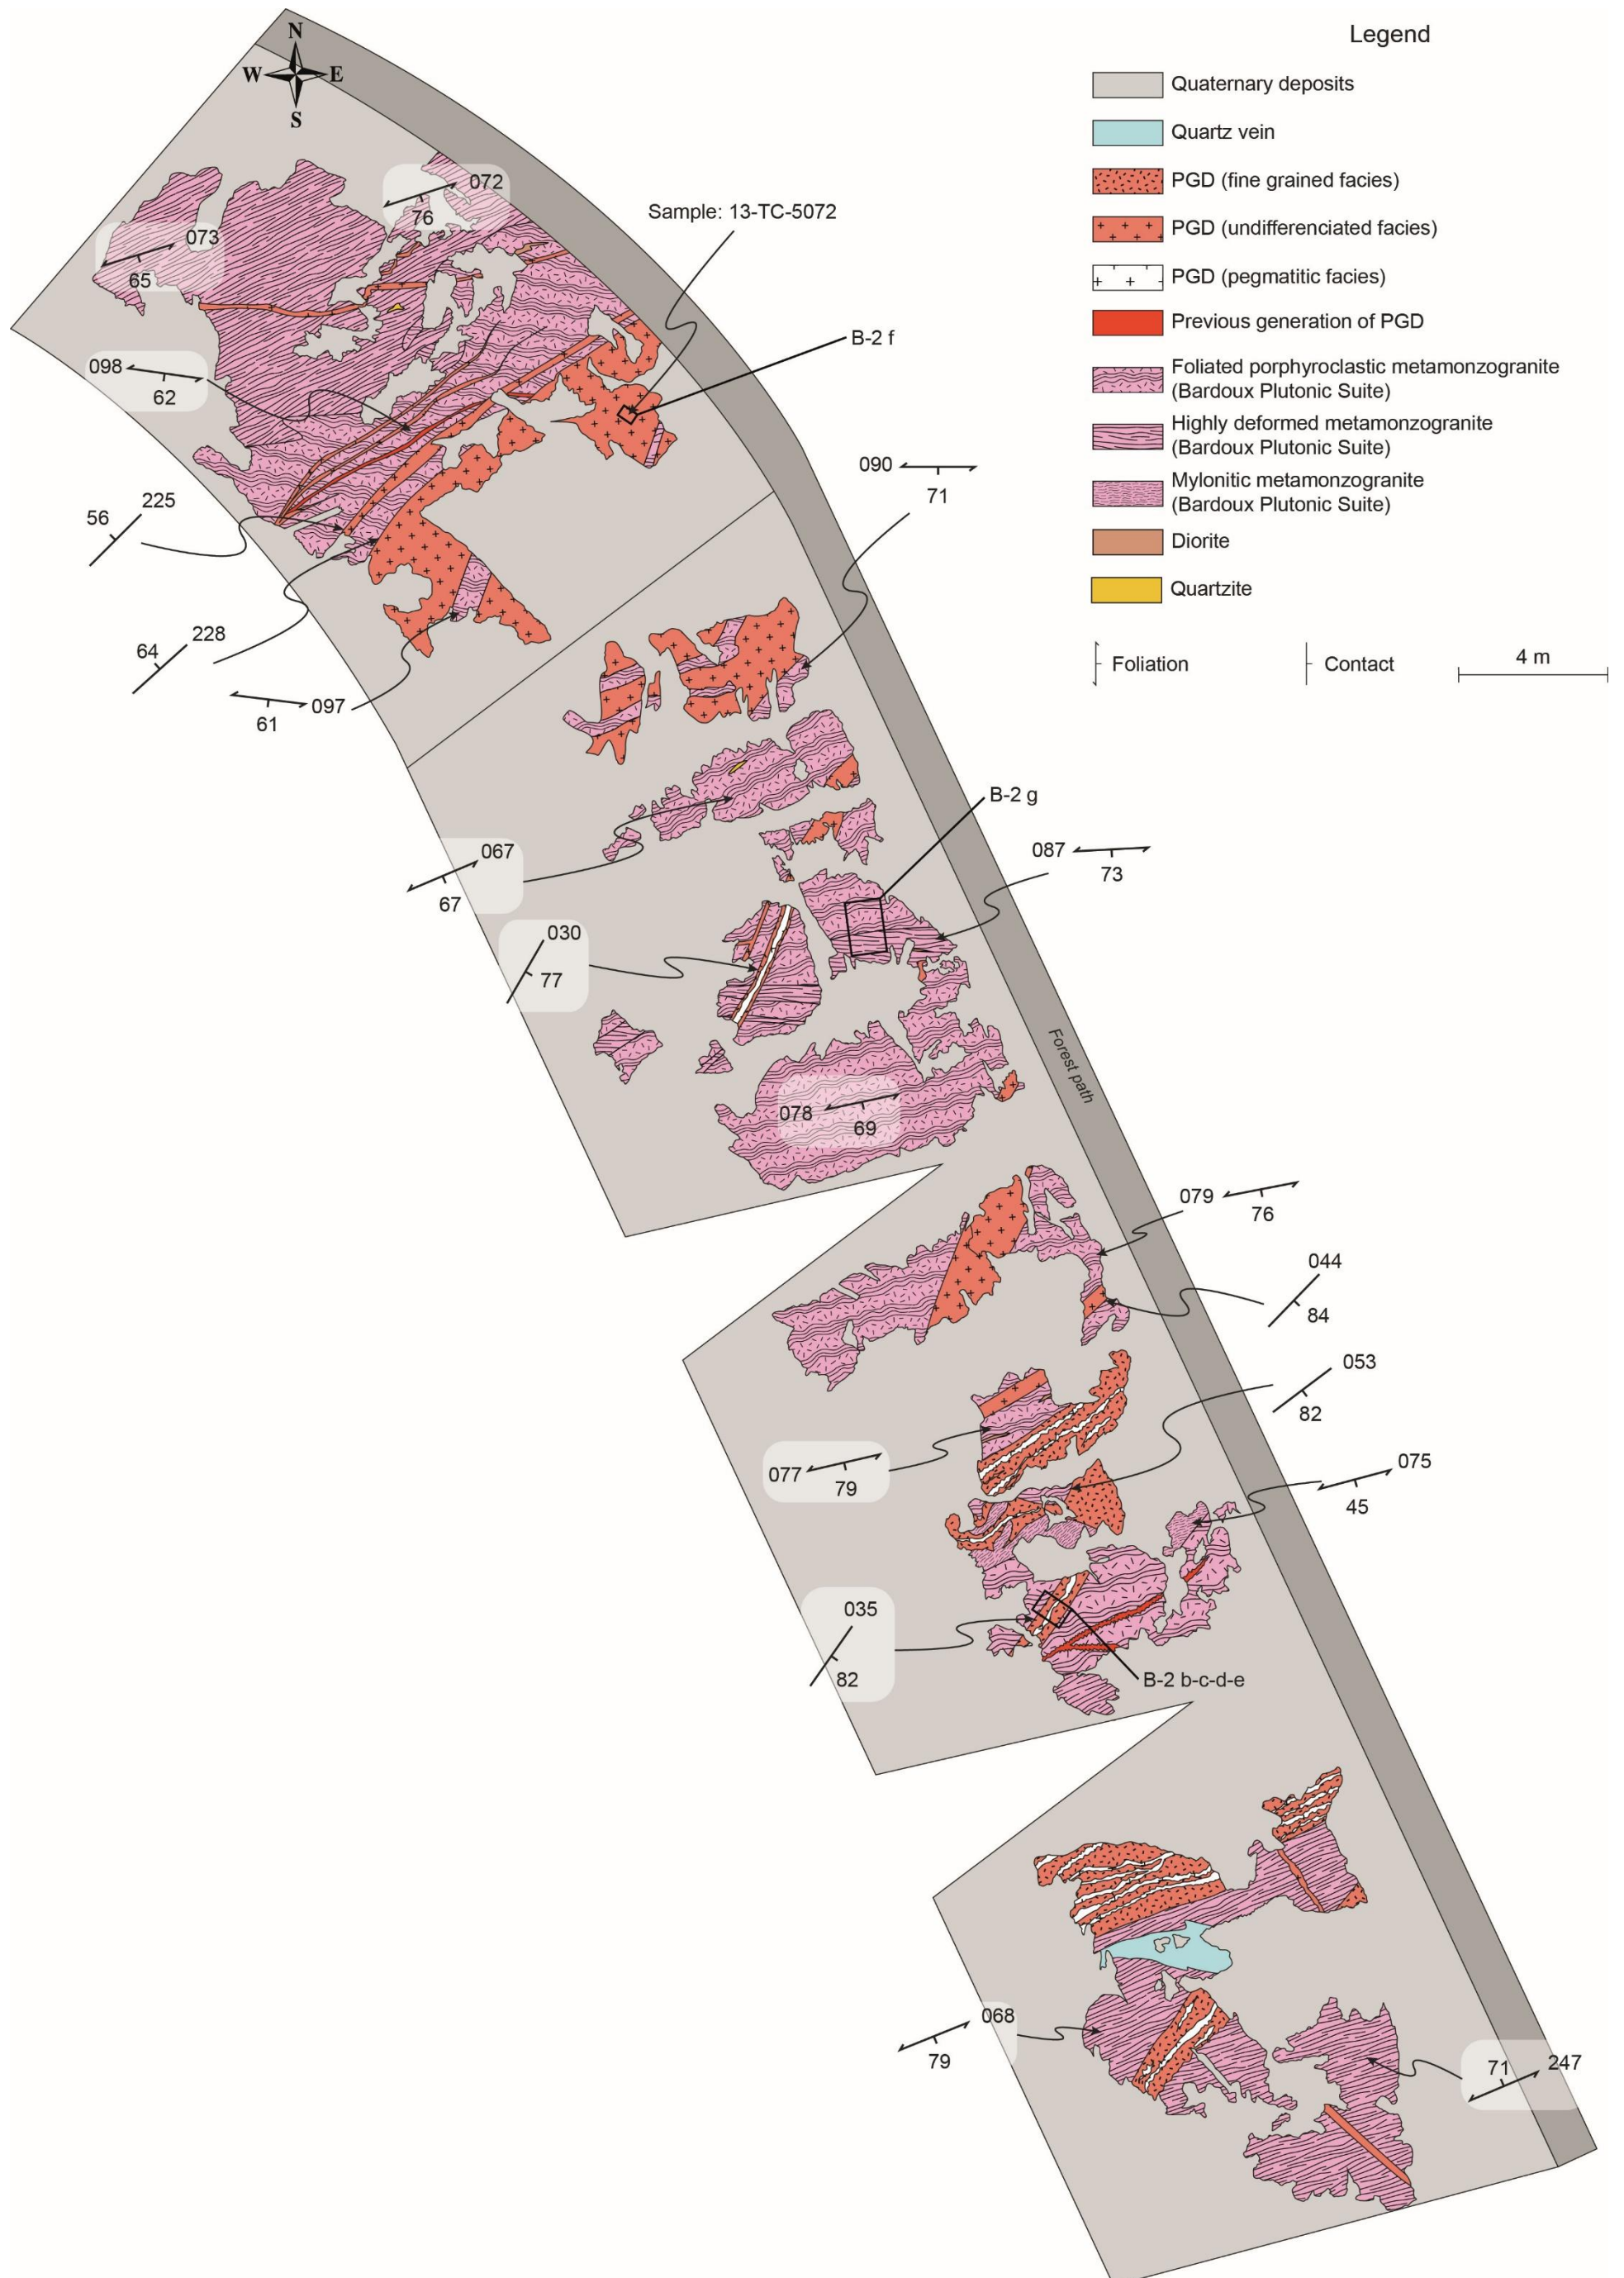 Legend
Quaternary deposits
Quartz vein
PGD (fine grained facies)
PGD (undifferenciated facies)
PGD (pegmatitic facies)
Previous generation of PGD
Foliated porphyroclastic metamonzogranite
(Bardoux Plutonic Suite)
Highly deformed metamonzogranite
(Bardoux Plutonic Suite)
Mylonitic metamonzogranite
(Bardoux Plutonic Suite)
Diorite
Quartzite
Foliation
Contact
4 m
N
W E
S
072
76
073
65
Sample: 13-TC-5072
B-2 f
098
62
090
71
225
56
228
64
097
61
B-2 g
067
67
087
73
030
77
Forest path
078
69
079
76
044
84
053
82
077
79
075
45
035
82
B-2 b-c-d-e
068
79
71 247